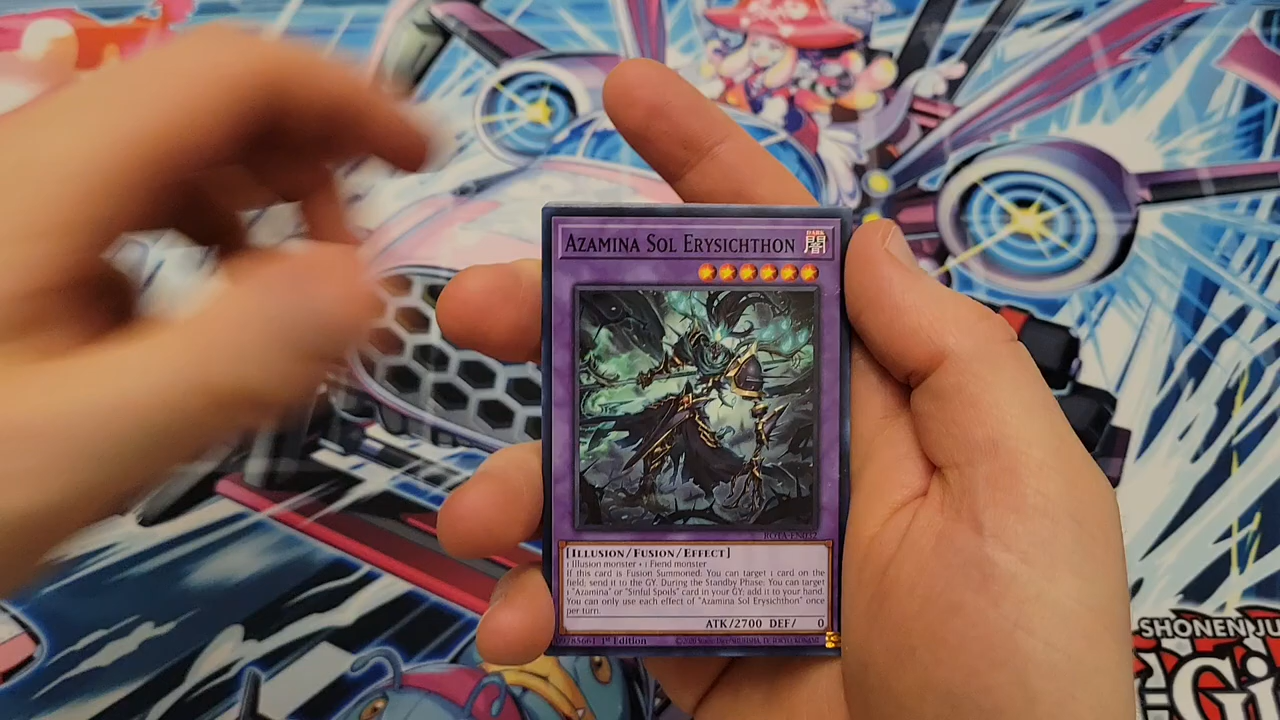 AZAMINA SOL ERYSICHTHON
DARK
闇
[ILLUSION/FUSION/EFFECT]
1 Illusion monster + 1 Fiend monster
If this card is Fusion Summoned: You can target 1 card on the
field; send it to the GY. During the Standby Phase: You can target
1 "Azamina" or "Sinful Spoils" card in your GY; add it to your hand.
You can only use each effect of "Azamina Sol Erysichthon" once
per turn.
ATK/2700 DEF/ 0
1st Edition
SHONEN JU
Gi